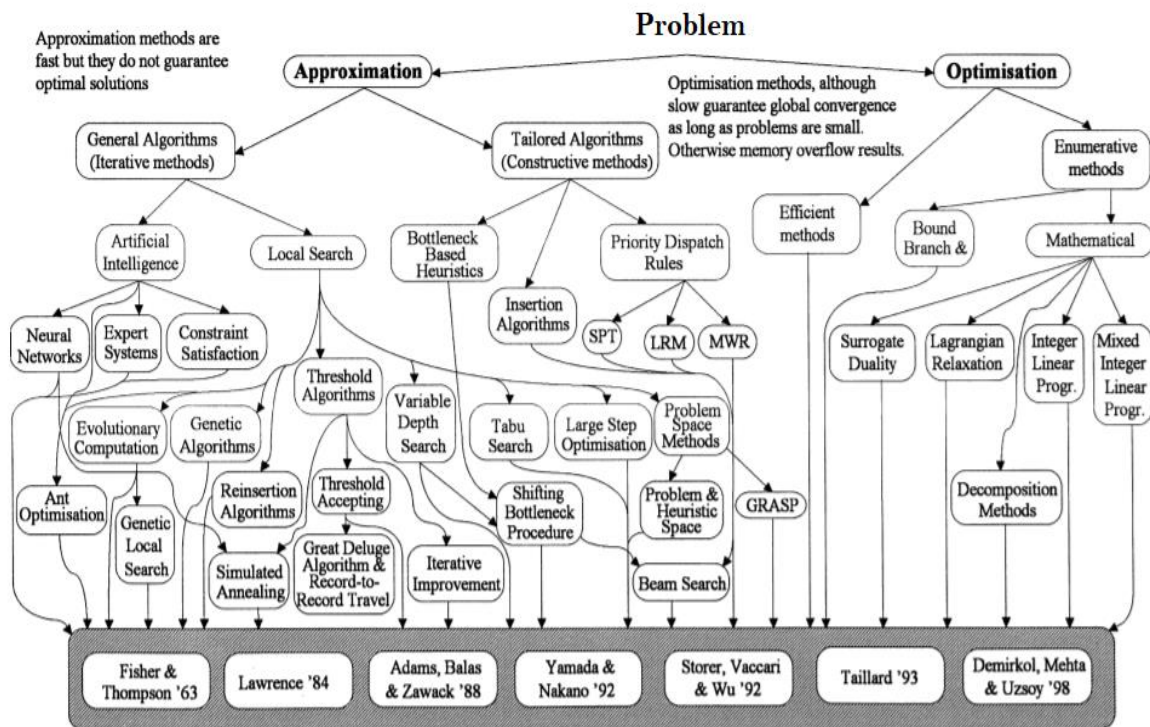 Problem
Approximation methods are
fast but they do not guarantee
optimal solutions
Approximation
Optimisation
Optimisation methods, although
slow guarantee global convergence
as long as problems are small.
Otherwise memory overflow results.
General Algorithms
(Iterative methods)
Tailored Algorithms
(Constructive methods)
Enumerative
methods
Efficient
methods
Bound
Branch &
Mathematical
Artificial
Intelligence
Local Search
Bottleneck
Based
Heuristics
Priority Dispatch
Rules
Neural
Networks
Expert
Systems
Constraint
Satisfaction
Insertion
Algorithms
SPT
LRM
MWR
Surrogate
Duality
Lagrangian
Relaxation
Integer
Linear
Progr.
Mixed
Integer
Linear
Progr.
Threshold
Algorithms
Evolutionary
Computation
Genetic
Algorithms
Variable
Depth
Search
Tabu
Search
Large Step
Optimisation
Problem
Space
Methods
Ant
Optimisation
Genetic
Local
Search
Reinsertion
Algorithms
Threshold
Accepting
Shifting
Bottleneck
Procedure
Problem &
Heuristic
Space
GRASP
Decomposition
Methods
Simulated
Annealing
Great Deluge
Algorithm &
Record-to-
Record Travel
Iterative
Improvement
Beam Search
Fisher &
Thompson '63
Lawrence '84
Adams, Balas
& Zawack '88
Yamada &
Nakano '92
Storer, Vaccari
& Wu '92
Taillard '93
Demirkol, Mehta
& Uzsoy '98